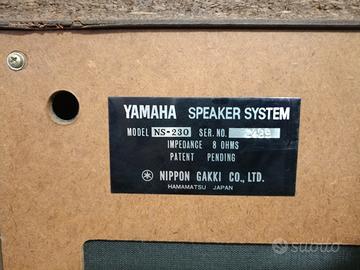 YAMAHA SPEAKER SYSTEM
MODEL NS-230 SER. NO.
IMPEDANCE 8 OHMS
PATENT PENDING
NIPPON GAKKI CO., LTD.
HAMAMATSU JAPAN
subito